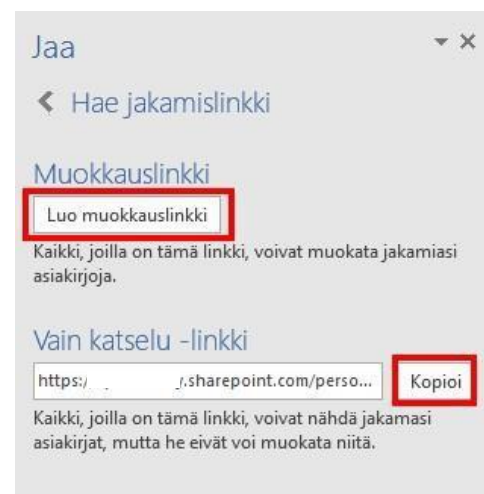 Jaa
Hae jakamislinkki
Muokkauslinkki
Luo muokkauslinkki
Kaikki, joilla on tämä linkki, voivat muokata jakamiasi
asiakirjoja.
Vain katselu -linkki
https:/ .sharepoint.com/perso... Kopioi
Kaikki, joilla on tämä linkki, voivat nähdä jakamasi
asiakirjat, mutta he eivät voi muokata niitä.